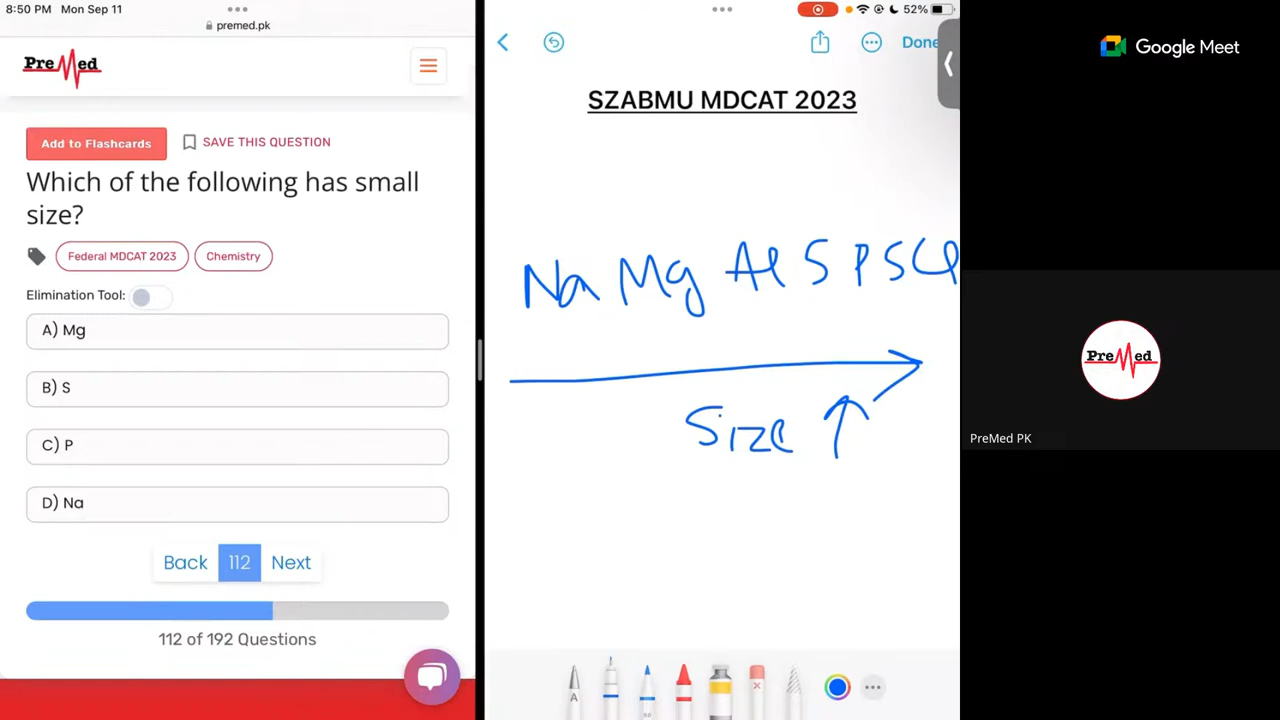 8:50 PM Mon Sep 11
premed.pk
PreMed
Add to Flashcards
SAVE THIS QUESTION
Which of the following has small
size?
Federal MDCAT 2023
Chemistry
Elimination Tool:
A) Mg
B) S
C) P
D) Na
Back 112 Next
112 of 192 Questions
52%
Done
SZABMU MDCAT 2023
Na Mg Al S P S Cl
Size ↑
Google Meet
PreMed
PreMed PK